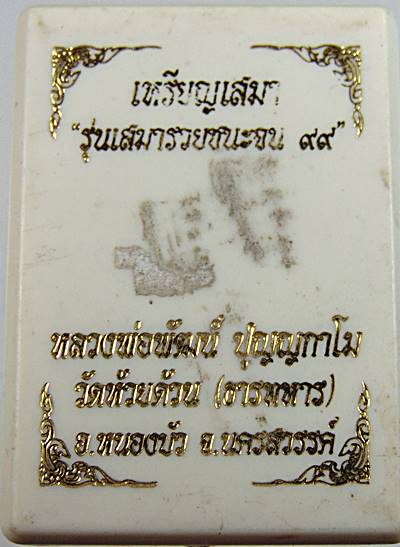 เหรียญเสมา
“รุ่นเสมารวยชนะจน ๙๙”
หลวงพ่อพัฒน์ ปุญญกาโม
วัดห้วยด้วน (ธารทหาร)
อ.หนองบัว จ.นครสวรรค์